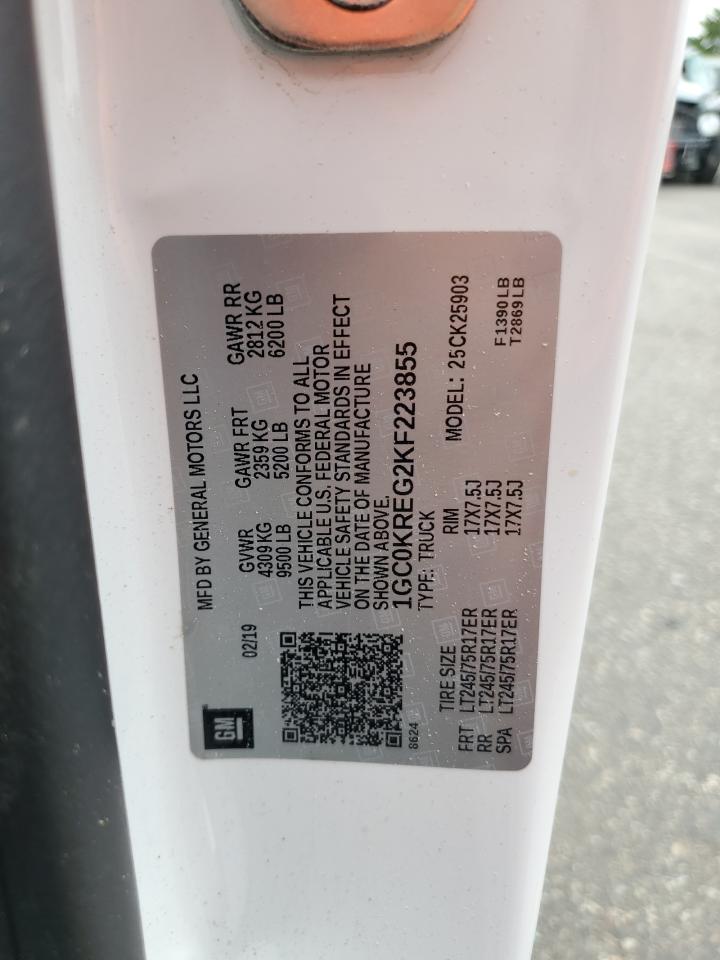 GM
MFD BY GENERAL MOTORS LLC
02/19
GVWR
4309 KG
9500 LB
GAWR FRT
2359 KG
5200 LB
GAWR RR
2812 KG
6200 LB
THIS VEHICLE CONFORMS TO ALL
APPLICABLE U.S. FEDERAL MOTOR
VEHICLE SAFETY STANDARDS IN EFFECT
ON THE DATE OF MANUFACTURE
SHOWN ABOVE.
1GC0KREG2KF223855
8624
TYPE: TRUCK
MODEL: 25CK25903
TIRE SIZE RIM
FRT LT245/75R17ER 17X7.5J
RR LT245/75R17ER 17X7.5J
SPA LT245/75R17ER 17X7.5J
F1390LB
T2869LB